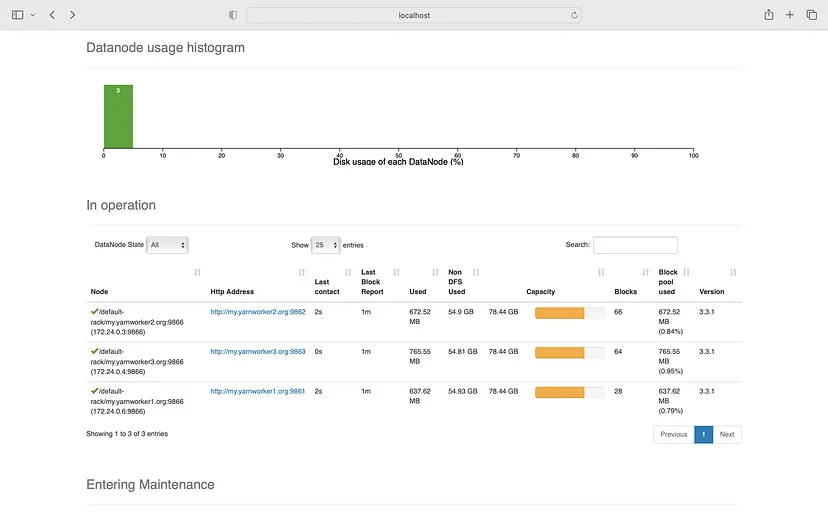 localhost
Datanode usage histogram
3
0 10 20 30 40 50 60 70 80 90 100
Disk usage of each DataNode (%)
In operation
DataNode State All Show 25 entries Search:
Node Http Address Last contact Last Block Report Used Non DFS Used Capacity Blocks Block pool used Version
/default-rack/my.yarnworker2.org:9866 (172.24.0.3:9866) http://my.yarnworker2.org:9862 2s 1m 672.52 MB 54.9 GB 78.44 GB 66 672.52 MB (0.84%) 3.3.1
/default-rack/my.yarnworker3.org:9866 (172.24.0.4:9866) http://my.yarnworker3.org:9863 0s 1m 765.55 MB 54.81 GB 78.44 GB 64 765.55 MB (0.95%) 3.3.1
/default-rack/my.yarnworker1.org:9866 (172.24.0.6:9866) http://my.yarnworker1.org:9861 2s 1m 637.62 MB 54.93 GB 78.44 GB 28 637.62 MB (0.79%) 3.3.1
Showing 1 to 3 of 3 entries Previous 1 Next
Entering Maintenance